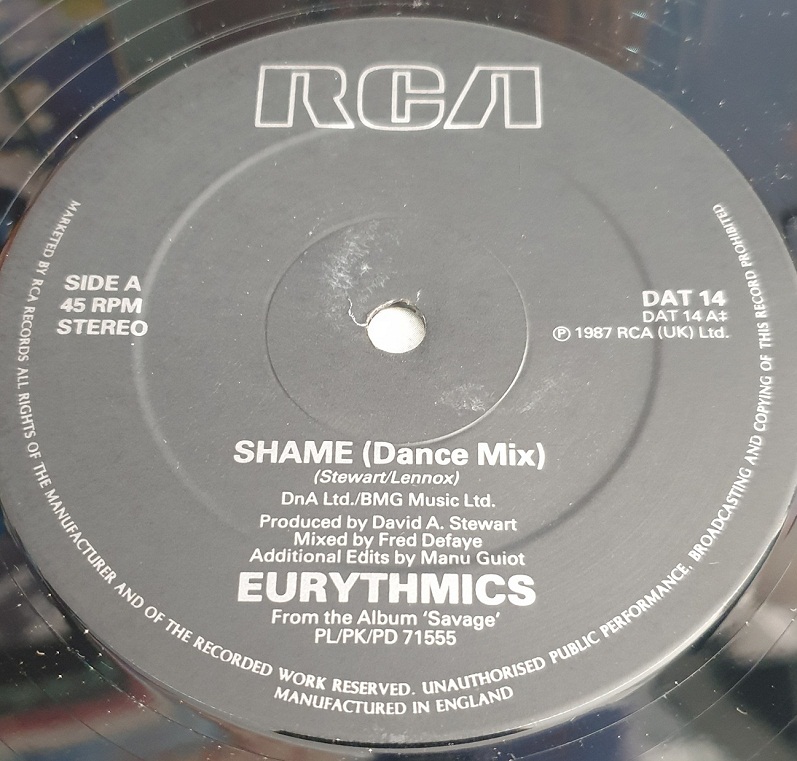 RCA
SIDE A
45 RPM
STEREO
DAT 14
DAT 14 A‡
Ⓟ 1987 RCA (UK) Ltd.
SHAME (Dance Mix)
(Stewart/Lennox)
DnA Ltd./BMG Music Ltd.
Produced by David A. Stewart
Mixed by Fred Defaye
Additional Edits by Manu Guiot
EURYTHMICS
From the Album ‘Savage’
PL/PK/PD 71555
MARKETED BY RCA RECORDS ALL RIGHTS OF THE MANUFACTURER AND OF THE RECORDED WORK RESERVED. UNAUTHORISED PUBLIC PERFORMANCE, BROADCASTING AND COPYING OF THIS RECORD PROHIBITED
MANUFACTURED IN ENGLAND